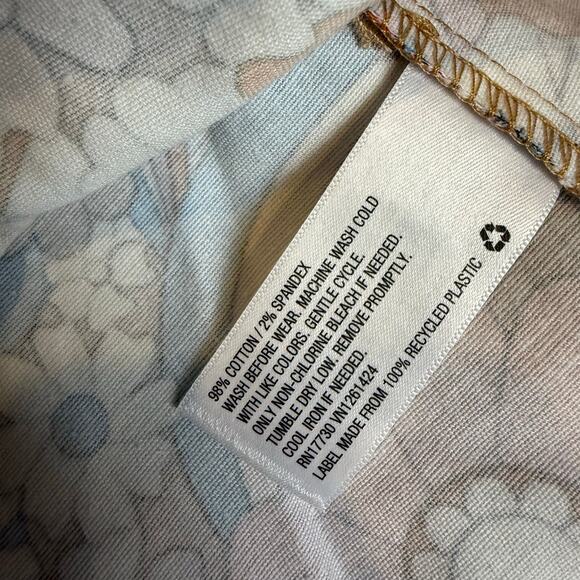 98% COTTON / 2% SPANDEX
WASH BEFORE WEAR. MACHINE WASH COLD
WITH LIKE COLORS. GENTLE CYCLE.
ONLY NON-CHLORINE BLEACH IF NEEDED.
TUMBLE DRY LOW. REMOVE PROMPTLY.
COOL IRON IF NEEDED.
RN17730 VN1261424
LABEL MADE FROM 100% RECYCLED PLASTIC